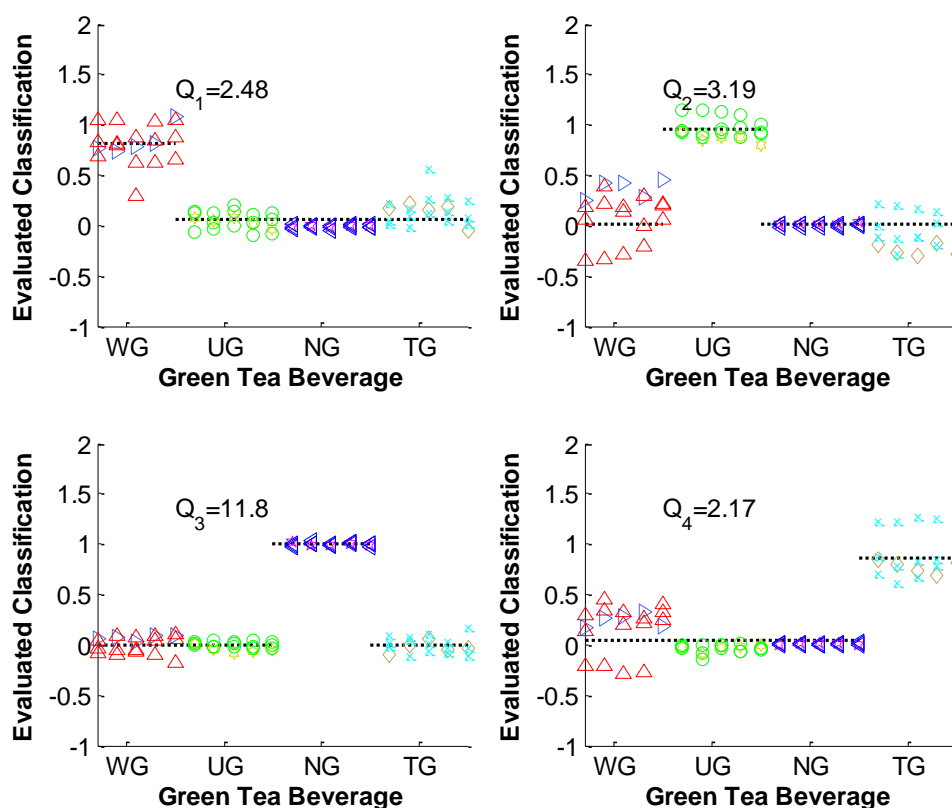 2
1.5
1
0.5
0
-0.5
-1
Evaluated Classification
Q1=2.48
WG UG NG TG
Green Tea Beverage
2
1.5
1
0.5
0
-0.5
-1
Evaluated Classification
Q2=3.19
WG UG NG TG
Green Tea Beverage
2
1.5
1
0.5
0
-0.5
-1
Evaluated Classification
Q3=11.8
WG UG NG TG
Green Tea Beverage
2
1.5
1
0.5
0
-0.5
-1
Evaluated Classification
Q4=2.17
WG UG NG TG
Green Tea Beverage